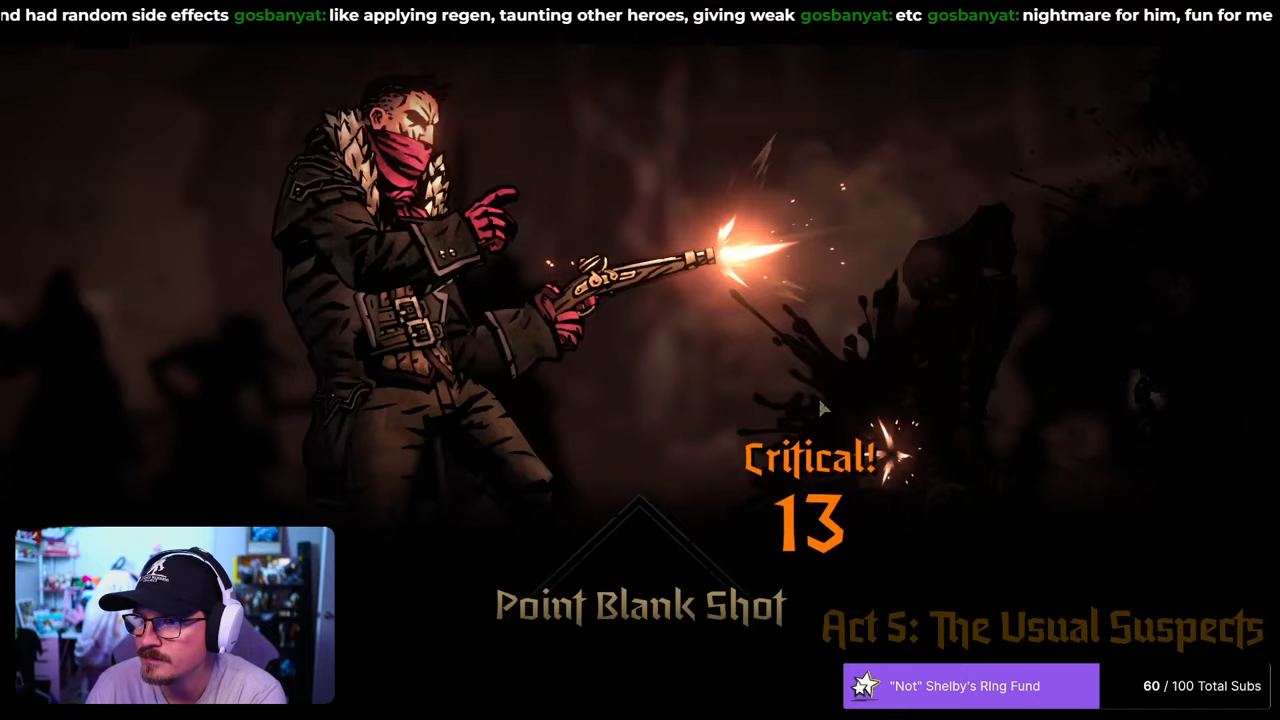 nd had random side effects gosbanyat: like applying regen, taunting other heroes, giving weak gosbanyat: etc gosbanyat: nightmare for him, fun for me
Critical!
13
Point Blank Shot
Act 5: The Usual Suspects
"Not" Shelby's RIng Fund
60 / 100 Total Subs